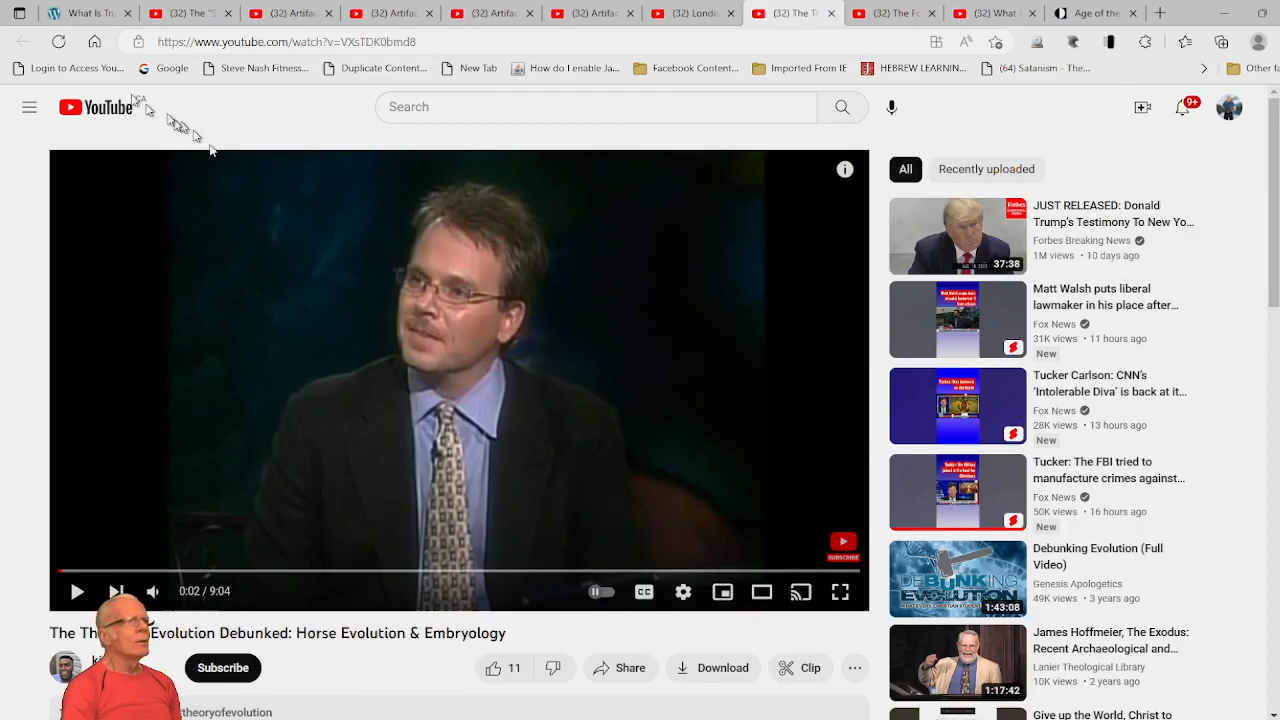 What Is Tru
(32) The "S
(32) Artifac
(32) Artifac
(32) Artifac
(32) Artifac
(32) Londo
(32) The Th
(32) The Fo
(32) What I
Age of the
https://www.youtube.com/watch?v=VXsTDK0bmd8
Login to Access You...
Google
Steve Nash Fitness...
Duplicate Content...
New Tab
How do I enable Ja...
Facebook Content...
Imported From IE
HEBREW LEARNIN...
(64) Satanism - The...
Other fa
YouTube CA
Search
9+
All
Recently uploaded
Forbes
JUST RELEASED: Donald
Trump's Testimony To New Yo...
Forbes Breaking News
1M views • 10 days ago
37:38
Matt Walsh puts liberal
lawmaker in his place after...
Fox News
31K views • 11 hours ago
New
Tucker Carlson: CNN's
'Intolerable Diva' is back at it...
Fox News
28K views • 13 hours ago
New
Tucker: The FBI tried to
manufacture crimes against...
Fox News
50K views • 16 hours ago
New
Debunking Evolution (Full
Video)
Genesis Apologetics
49K views • 3 years ago
DEBUNKING
EVOLUTION
1:43:08
James Hoffmeier, The Exodus:
Recent Archaeological and...
Lanier Theological Library
10K views • 2 years ago
1:17:42
Give up the World, Christ to
SUBSCRIBE
0:02 / 9:04
CC
The Th Evolution Debunked: Horse Evolution & Embryology
Subscribe
11
Share
Download
Clip
theoryofevolution